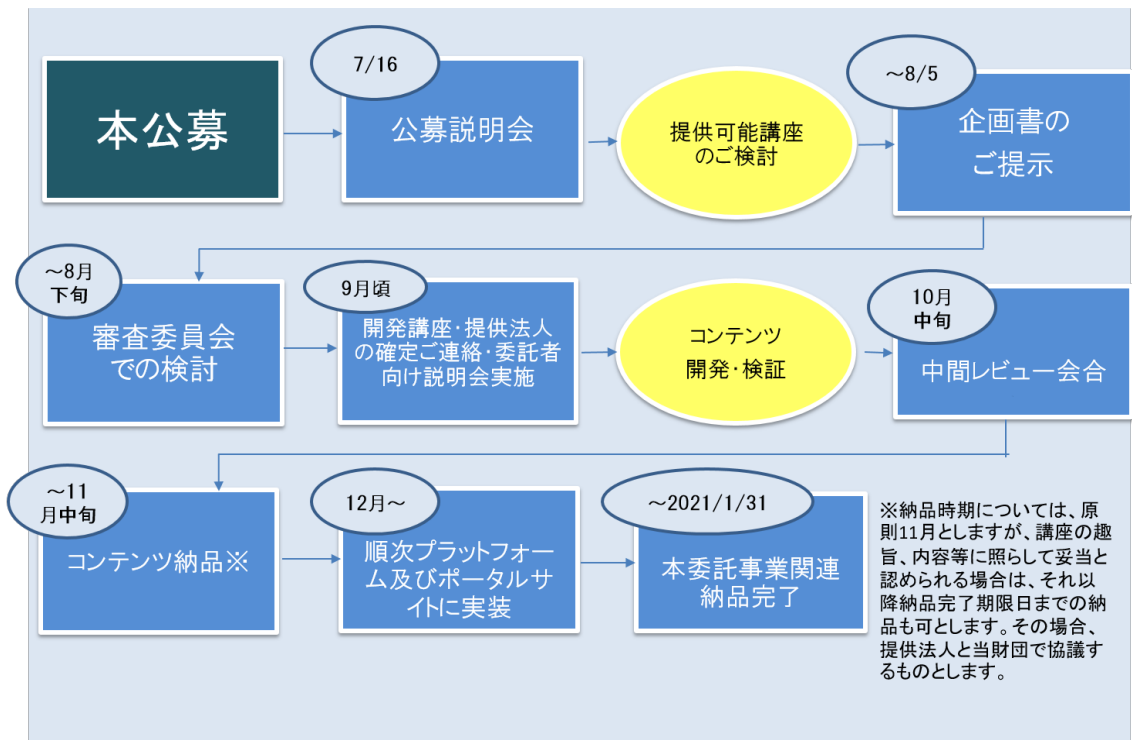 7/16
～8/5
本公募
公募説明会
提供可能講座
のご検討
企画書の
ご提示
～8月
下旬
9月頃
10月
中旬
審査委員会
での検討
開発講座・提供法人
の確定ご連絡・委託者
向け説明会実施
コンテンツ
開発・検証
中間レビュー会合
～11
月中旬
12月～
～2021/1/31
コンテンツ納品※
順次プラットフォー
ム及びポータルサ
イトに実装
本委託事業関連
納品完了
※納品時期については、原
則11月としますが、講座の趣
旨、内容等に照らして妥当と
認められる場合は、それ以
降納品完了期限日までの納
品も可とします。その場合、
提供法人と当財団で協議す
るものとします。